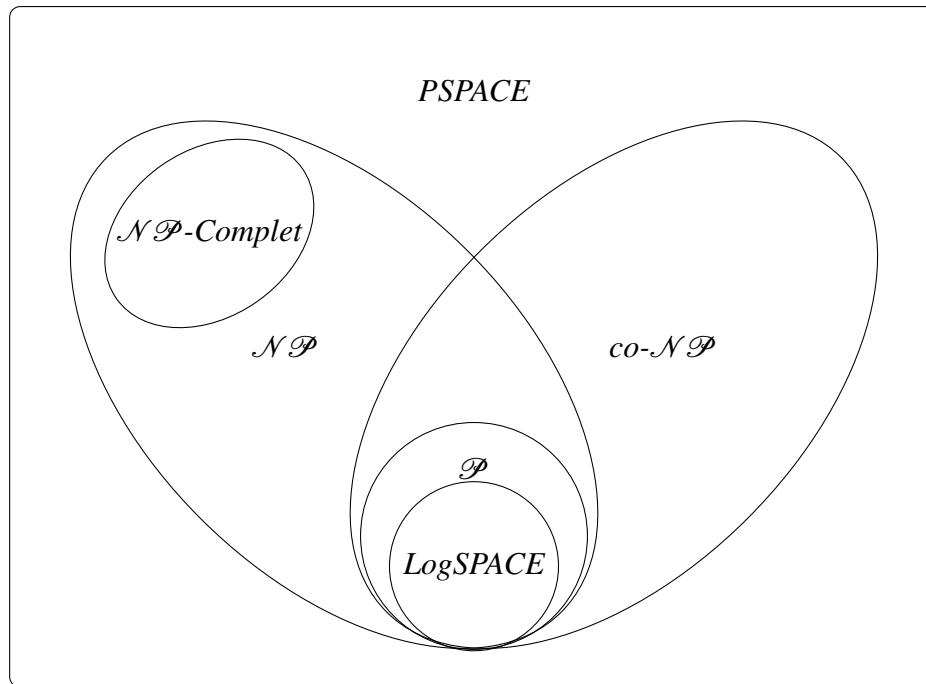 PSPACE
𝒩𝒫-Complet
𝒩𝒫
co-𝒩𝒫
𝒫
LogSPACE